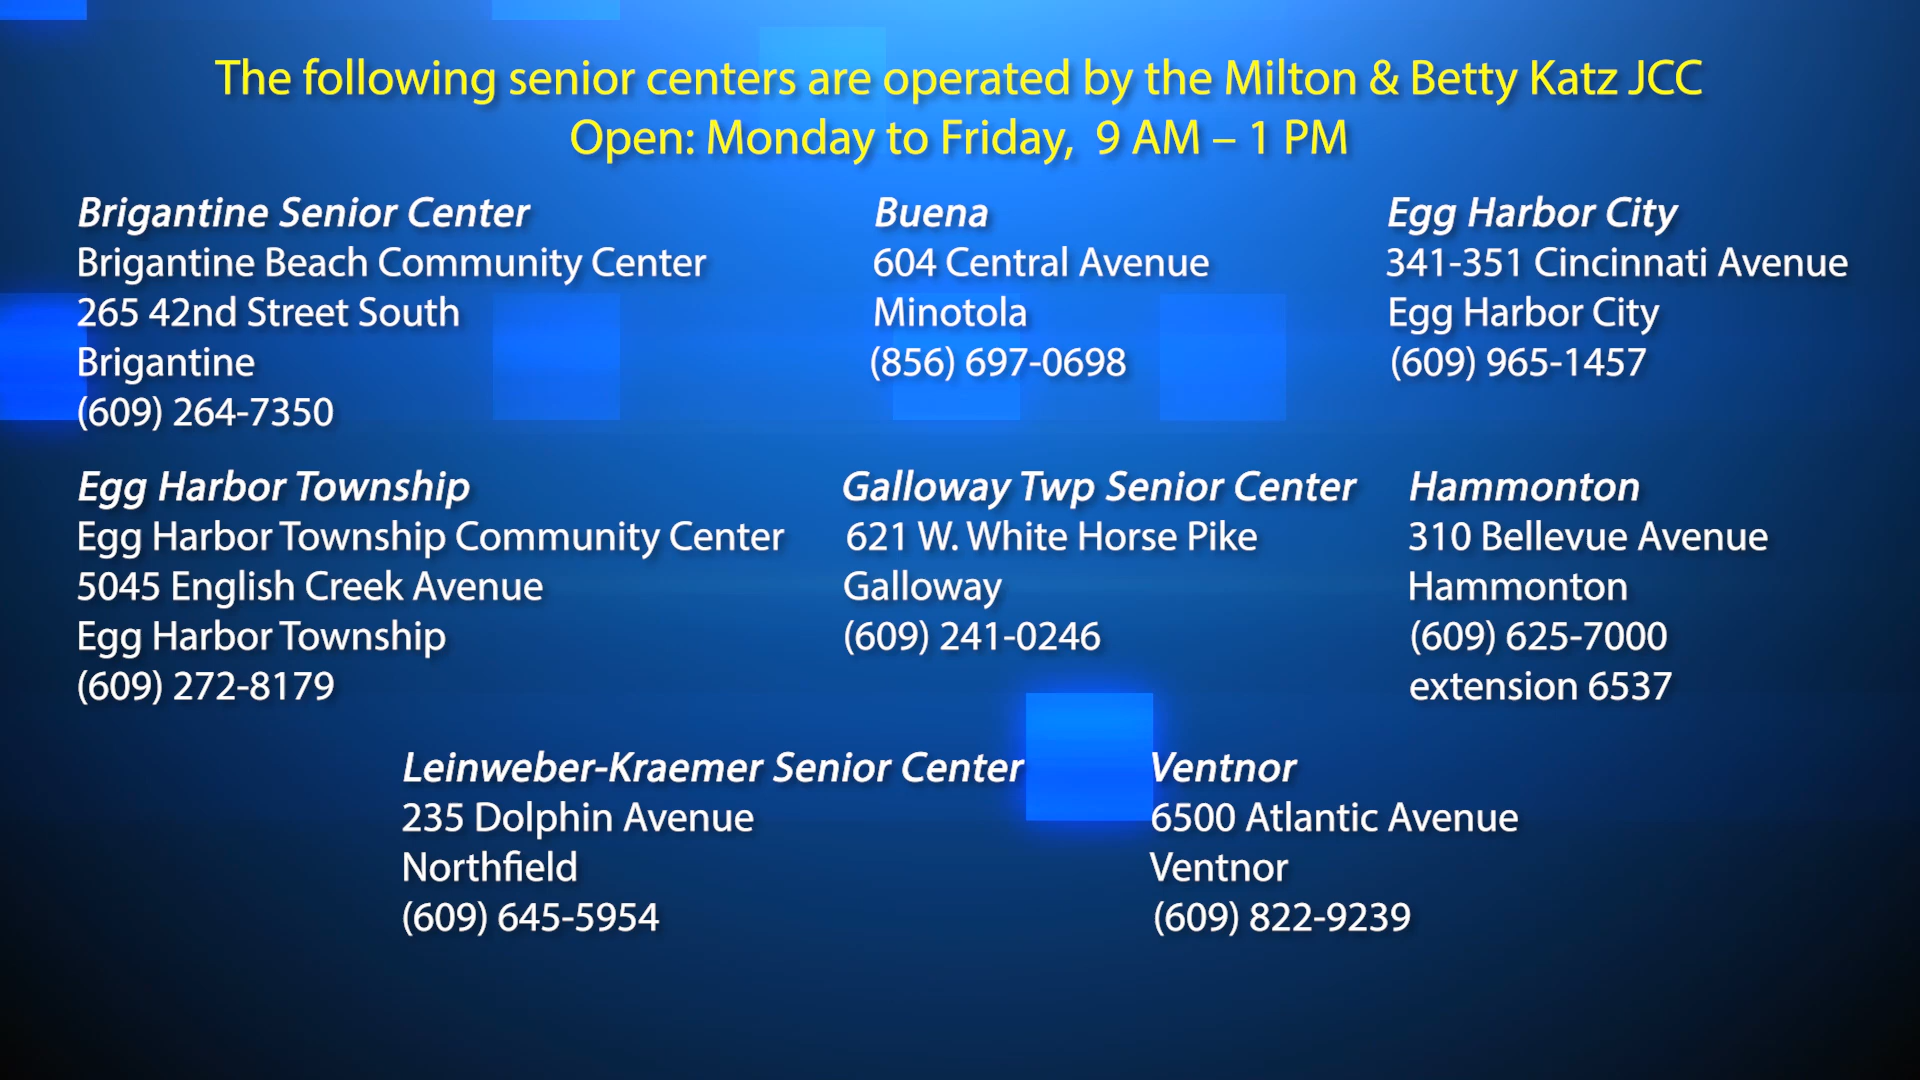 The following senior centers are operated by the Milton & Betty Katz JCC
Open: Monday to Friday,  9 AM – 1 PM
Brigantine Senior Center
Brigantine Beach Community Center
265 42nd Street South
Brigantine
(609) 264-7350
Buena
604 Central Avenue
Minotola
(856) 697-0698
Egg Harbor City
341-351 Cincinnati Avenue
Egg Harbor City
(609) 965-1457
Egg Harbor Township
Egg Harbor Township Community Center
5045 English Creek Avenue
Egg Harbor Township
(609) 272-8179
Galloway Twp Senior Center
621 W. White Horse Pike
Galloway
(609) 241-0246
Hammonton
310 Bellevue Avenue
Hammonton
(609) 625-7000
extension 6537
Leinweber-Kraemer Senior Center
235 Dolphin Avenue
Northfield
(609) 645-5954
Ventnor
6500 Atlantic Avenue
Ventnor
(609) 822-9239